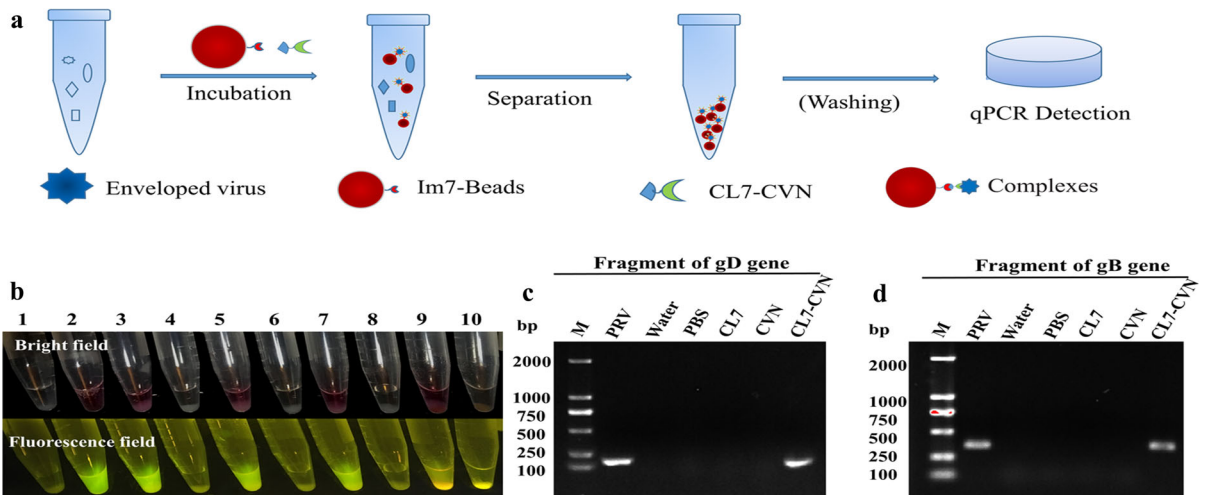 a
Incubation
Separation
(Washing)
qPCR Detection
Enveloped virus
Im7-Beads
CL7-CVN
Complexes
b
1 2 3 4 5 6 7 8 9 10
Bright field
Fluorescence field
c
Fragment of gD gene
bp
M PRV Water PBS CL7 CVN CL7-CVN
2000
1000
750
500
250
100
d
Fragment of gB gene
bp
M PRV Water PBS CL7 CVN CL7-CVN
2000
1000
750
500
250
100